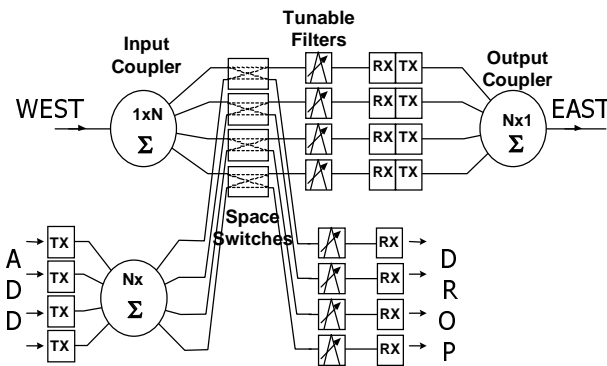 Tunable
Filters
Input
Coupler
Output
Coupler
RX TX
WEST
1xN
Σ
RX TX
Nx1
Σ
EAST
RX TX
RX TX
Space
Switches
TX
RX
A
D
D
TX
Nx
Σ
RX
D
R
O
P
TX
RX
TX
RX